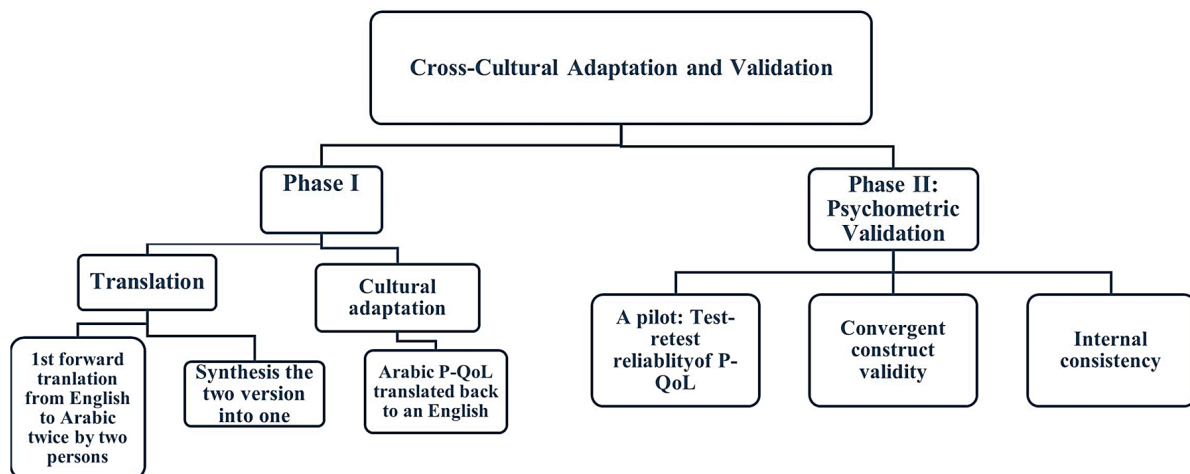 Cross-Cultural Adaptation and Validation
Phase I
Phase II:
Psychometric
Validation
Translation
Cultural
adaptation
1st forward
tranlation
from English
to Arabic
twice by two
persons
Synthesis the
two version
into one
Arabic P-QoL
translated back
to an English
A pilot: Test-
retest
reliablityof P-
QoL
Convergent
construct
validity
Internal
consistency